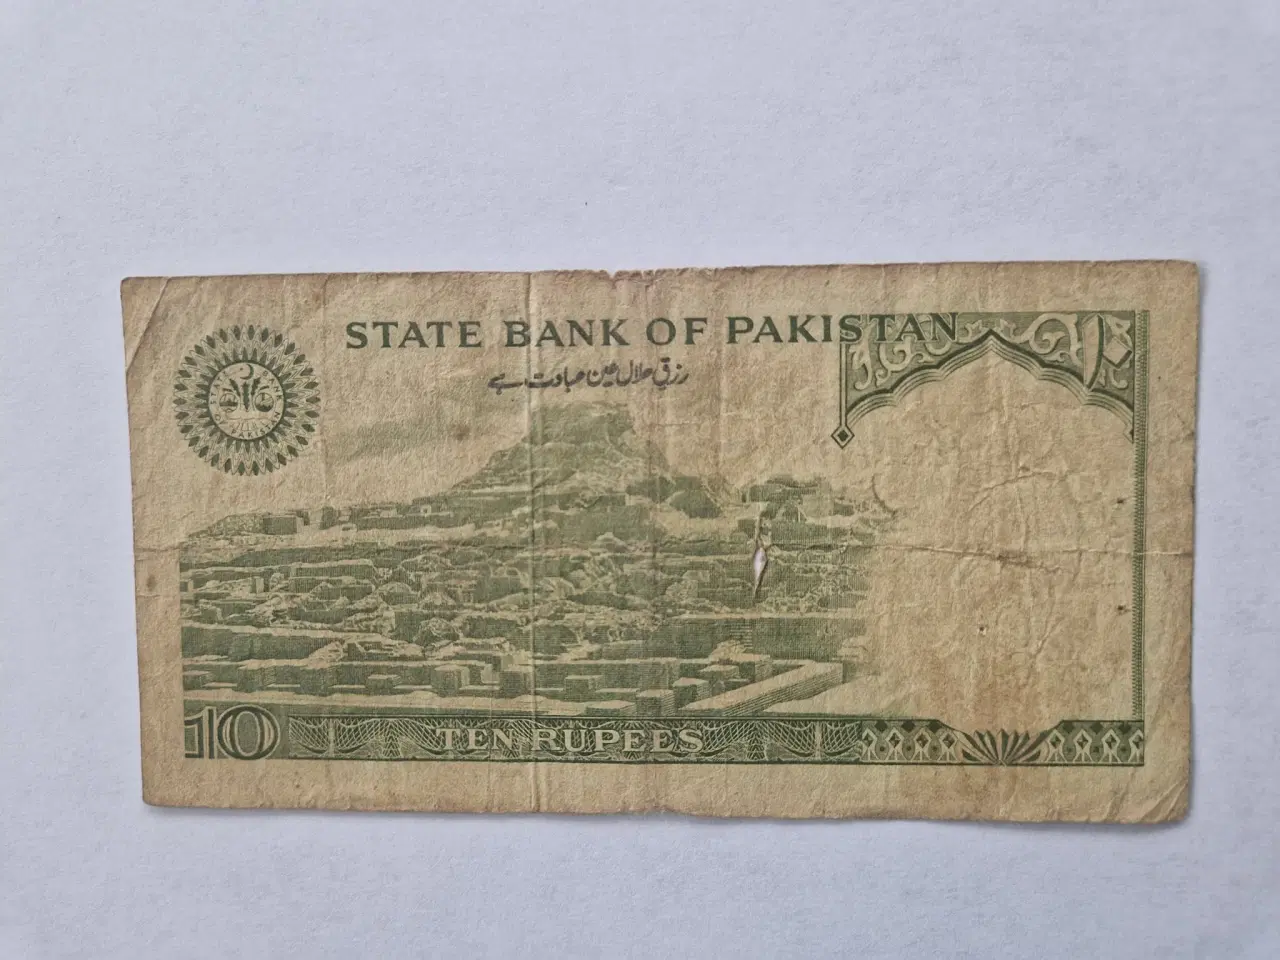 STATE BANK OF PAKISTAN
رزقِ حلال عین عبادت ہے
10
TEN RUPEES